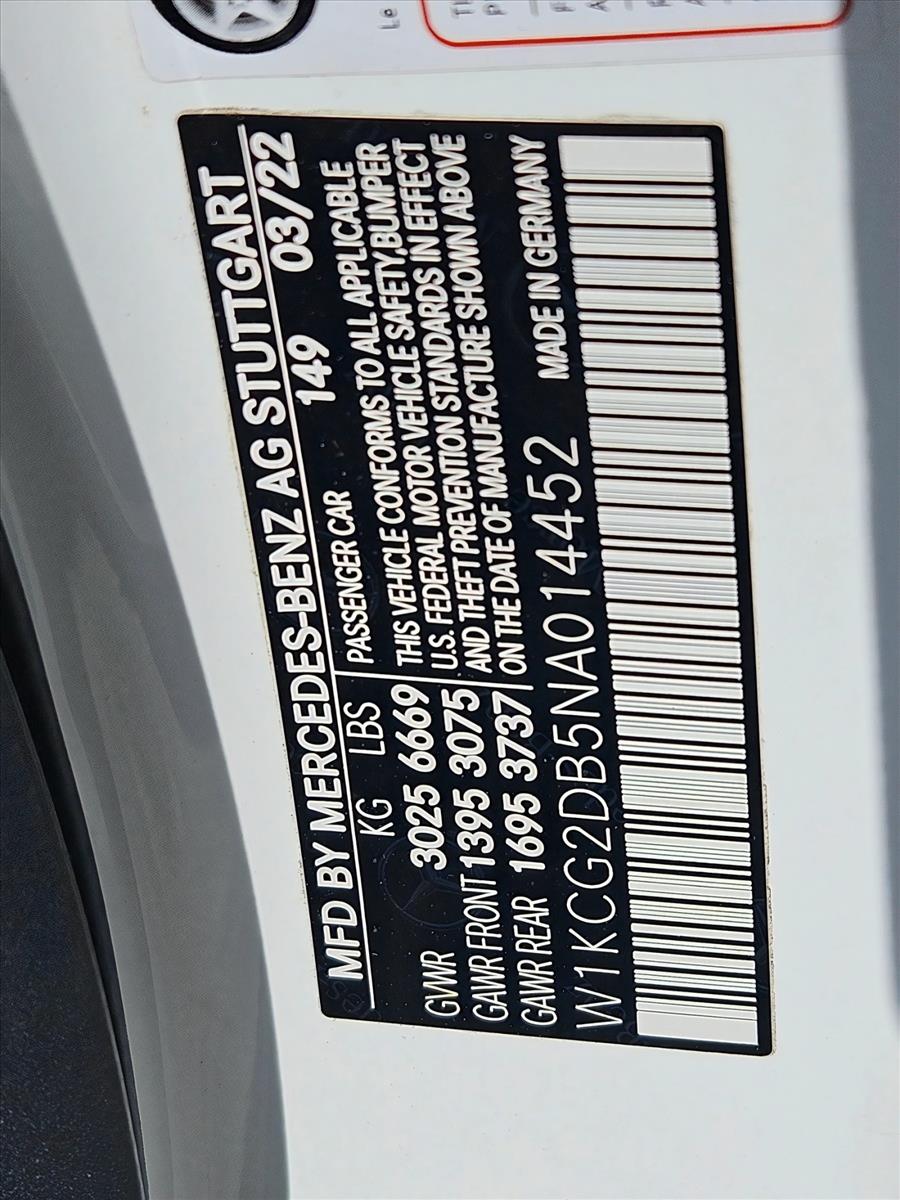 MFD BY MERCEDES-BENZ AG STUTTGART
KG LBS 149 03/22
GVWR 3025 6669
GAWR FRONT 1395 3075
GAWR REAR 1695 3737
PASSENGER CAR
THIS VEHICLE CONFORMS TO ALL APPLICABLE
U.S. FEDERAL MOTOR VEHICLE SAFETY, BUMPER
AND THEFT PREVENTION STANDARDS IN EFFECT
ON THE DATE OF MANUFACTURE SHOWN ABOVE
MADE IN GERMANY
W1KCG2DB5NA014452